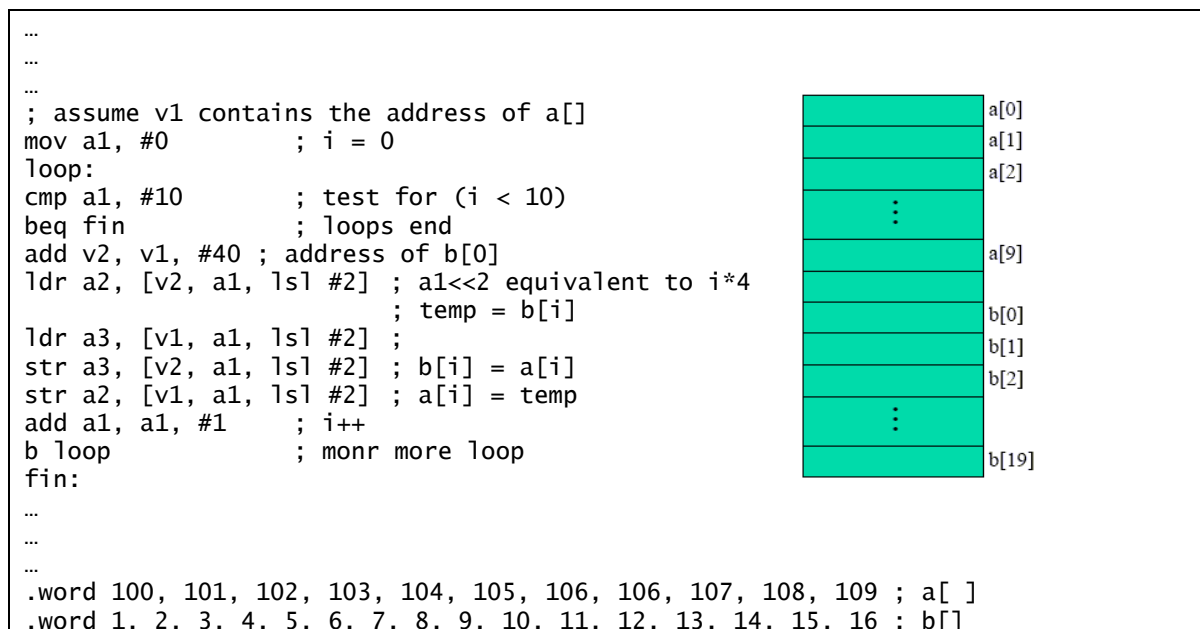 …
…
…
; assume v1 contains the address of a[]
mov a1, #0 ; i = 0
loop:
cmp a1, #10 ; test for (i < 10)
beq fin ; loops end
add v2, v1, #40 ; address of b[0]
ldr a2, [v2, a1, lsl #2] ; a1<<2 equivalent to i*4
; temp = b[i]
ldr a3, [v1, a1, lsl #2] ;
str a3, [v2, a1, lsl #2] ; b[i] = a[i]
str a2, [v1, a1, lsl #2] ; a[i] = temp
add a1, a1, #1 ; i++
b loop ; monr more loop
fin:
…
…
…
.word 100, 101, 102, 103, 104, 105, 106, 106, 107, 108, 109 ; a[ ]
.word 1, 2, 3, 4, 5, 6, 7, 8, 9, 10, 11, 12, 13, 14, 15, 16 ; b[]
a[0]
a[1]
a[2]
⋮
a[9]
b[0]
b[1]
b[2]
⋮
b[19]